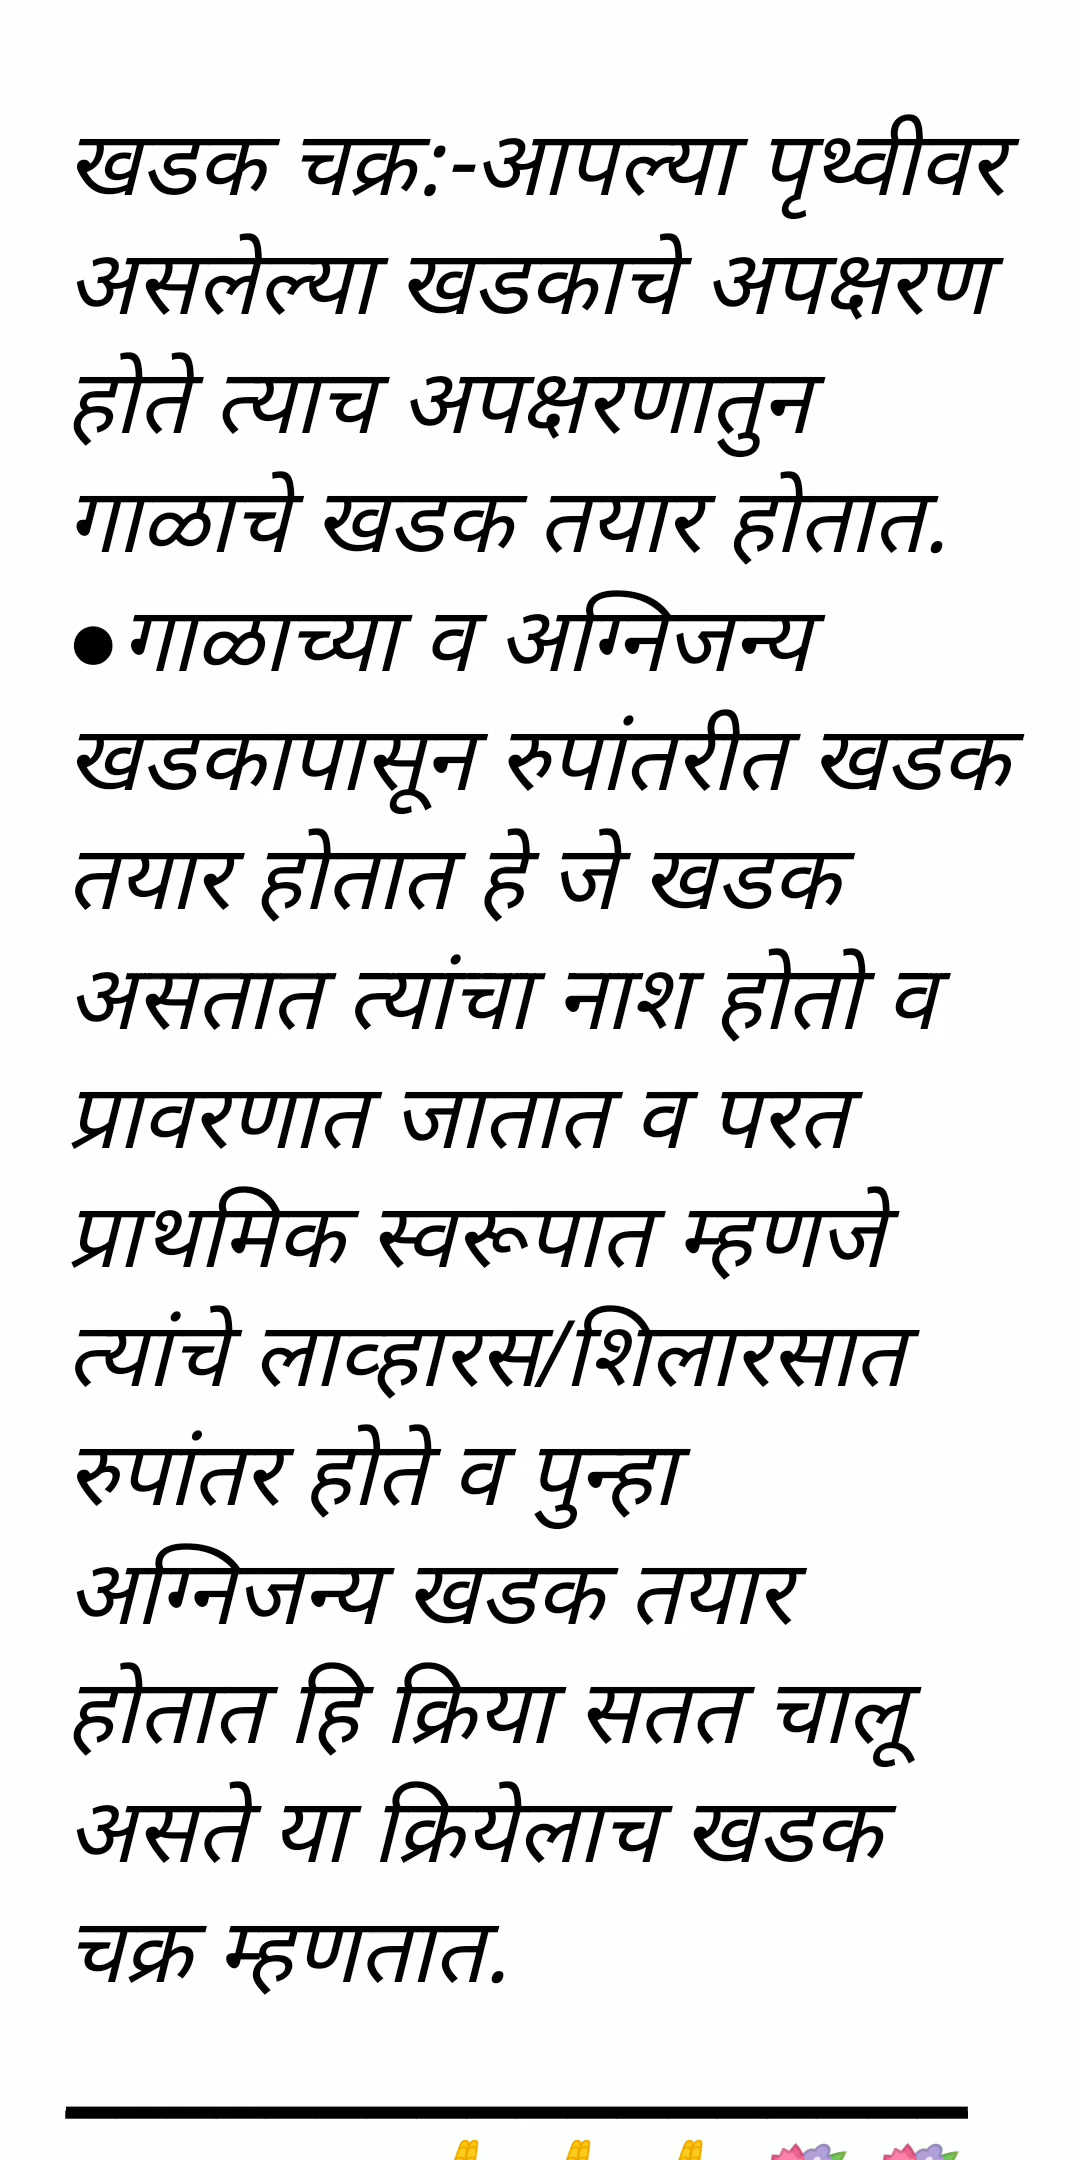 खडक चक्र:-आपल्या पृथ्वीवर
असलेल्या खडकाचे अपक्षरण
होते त्याच अपक्षरणातुन
गाळाचे खडक तयार होतात.
●गाळाच्या व अग्निजन्य
खडकापासून रुपांतरीत खडक
तयार होतात हे जे खडक
असतात त्यांचा नाश होतो व
प्रावरणात जातात व परत
प्राथमिक स्वरूपात म्हणजे
त्यांचे लाव्हारस/शिलारसात
रुपांतर होते व पुन्हा
अग्निजन्य खडक तयार
होतात हि क्रिया सतत चालू
असते या क्रियेलाच खडक
चक्र म्हणतात.